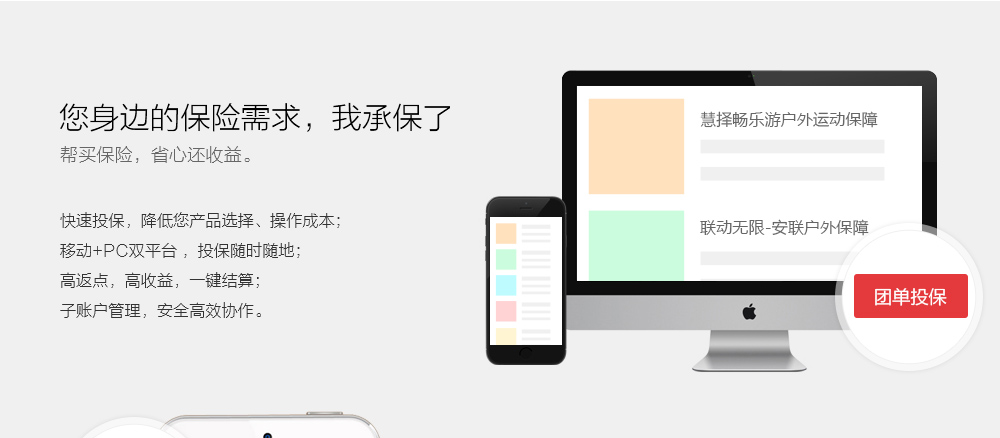 您身边的保险需求，我承保了
帮买保险，省心还收益。
快速投保，降低您产品选择、操作成本；
移动+PC双平台 ，投保随时随地；
高返点，高收益，一键结算；
子账户管理，安全高效协作。
慧择畅乐游户外运动保障
联动无限-安联户外保障
团单投保